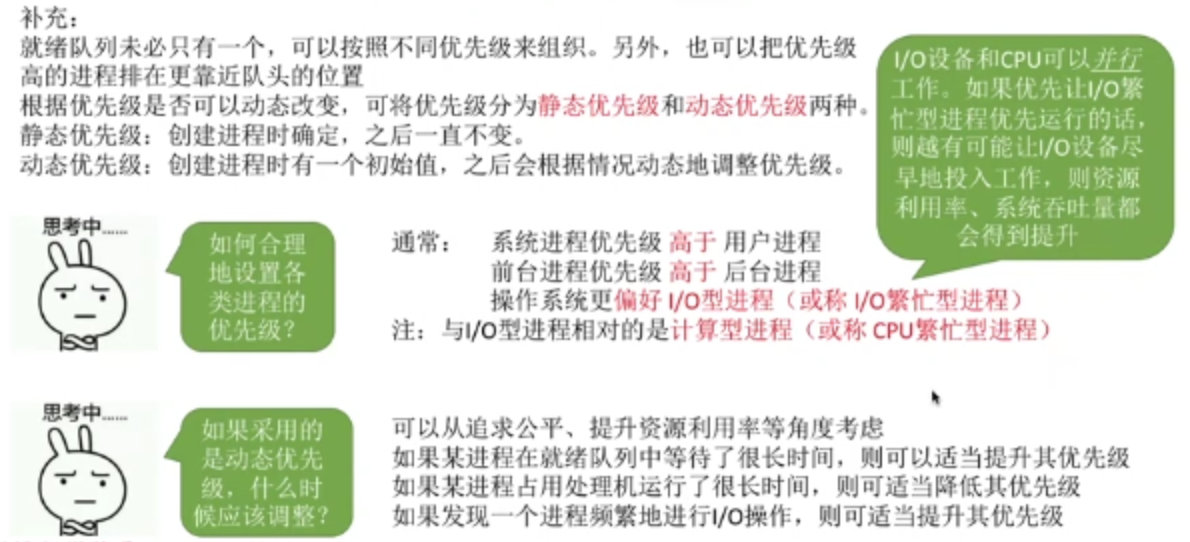 补充：
就绪队列未必只有一个，可以按照不同优先级来组织。另外，也可以把优先级
高的进程排在更靠近队头的位置
根据优先级是否可以动态改变，可将优先级分为静态优先级和动态优先级两种。
静态优先级：创建进程时确定，之后一直不变。
动态优先级：创建进程时有一个初始值，之后会根据情况动态地调整优先级。
I/O设备和CPU可以并行
工作。如果优先让I/O繁
忙型进程优先运行的话，
则越有可能让I/O设备尽
早地投入工作，则资源
利用率、系统吞吐量都
会得到提升
思考中......
如何合理
地设置各
类进程的
优先级？
通常： 系统进程优先级 高于 用户进程
前台进程优先级 高于 后台进程
操作系统更偏好 I/O型进程（或称 I/O繁忙型进程）
注：与I/O型进程相对的是计算型进程（或称 CPU繁忙型进程）
思考中......
如果采用的
是动态优先
级，什么时
候应该调整？
可以从追求公平、提升资源利用率等角度考虑
如果某进程在就绪队列中等待了很长时间，则可以适当提升其优先级
如果某进程占用处理机运行了很长时间，则可适当降低其优先级
如果发现一个进程频繁地进行I/O操作，则可适当提升其优先级